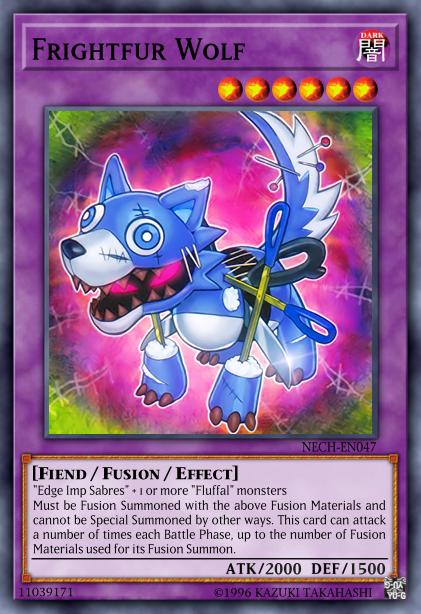 Frightfur Wolf
DARK
闇
NECH-EN047
[Fiend / Fusion / Effect]
"Edge Imp Sabres" + 1 or more "Fluffal" monsters
Must be Fusion Summoned with the above Fusion Materials and
cannot be Special Summoned by other ways. This card can attack
a number of times each Battle Phase, up to the number of Fusion
Materials used for its Fusion Summon.
ATK/2000 DEF/1500
11039171
©1996 KAZUKI TAKAHASHI